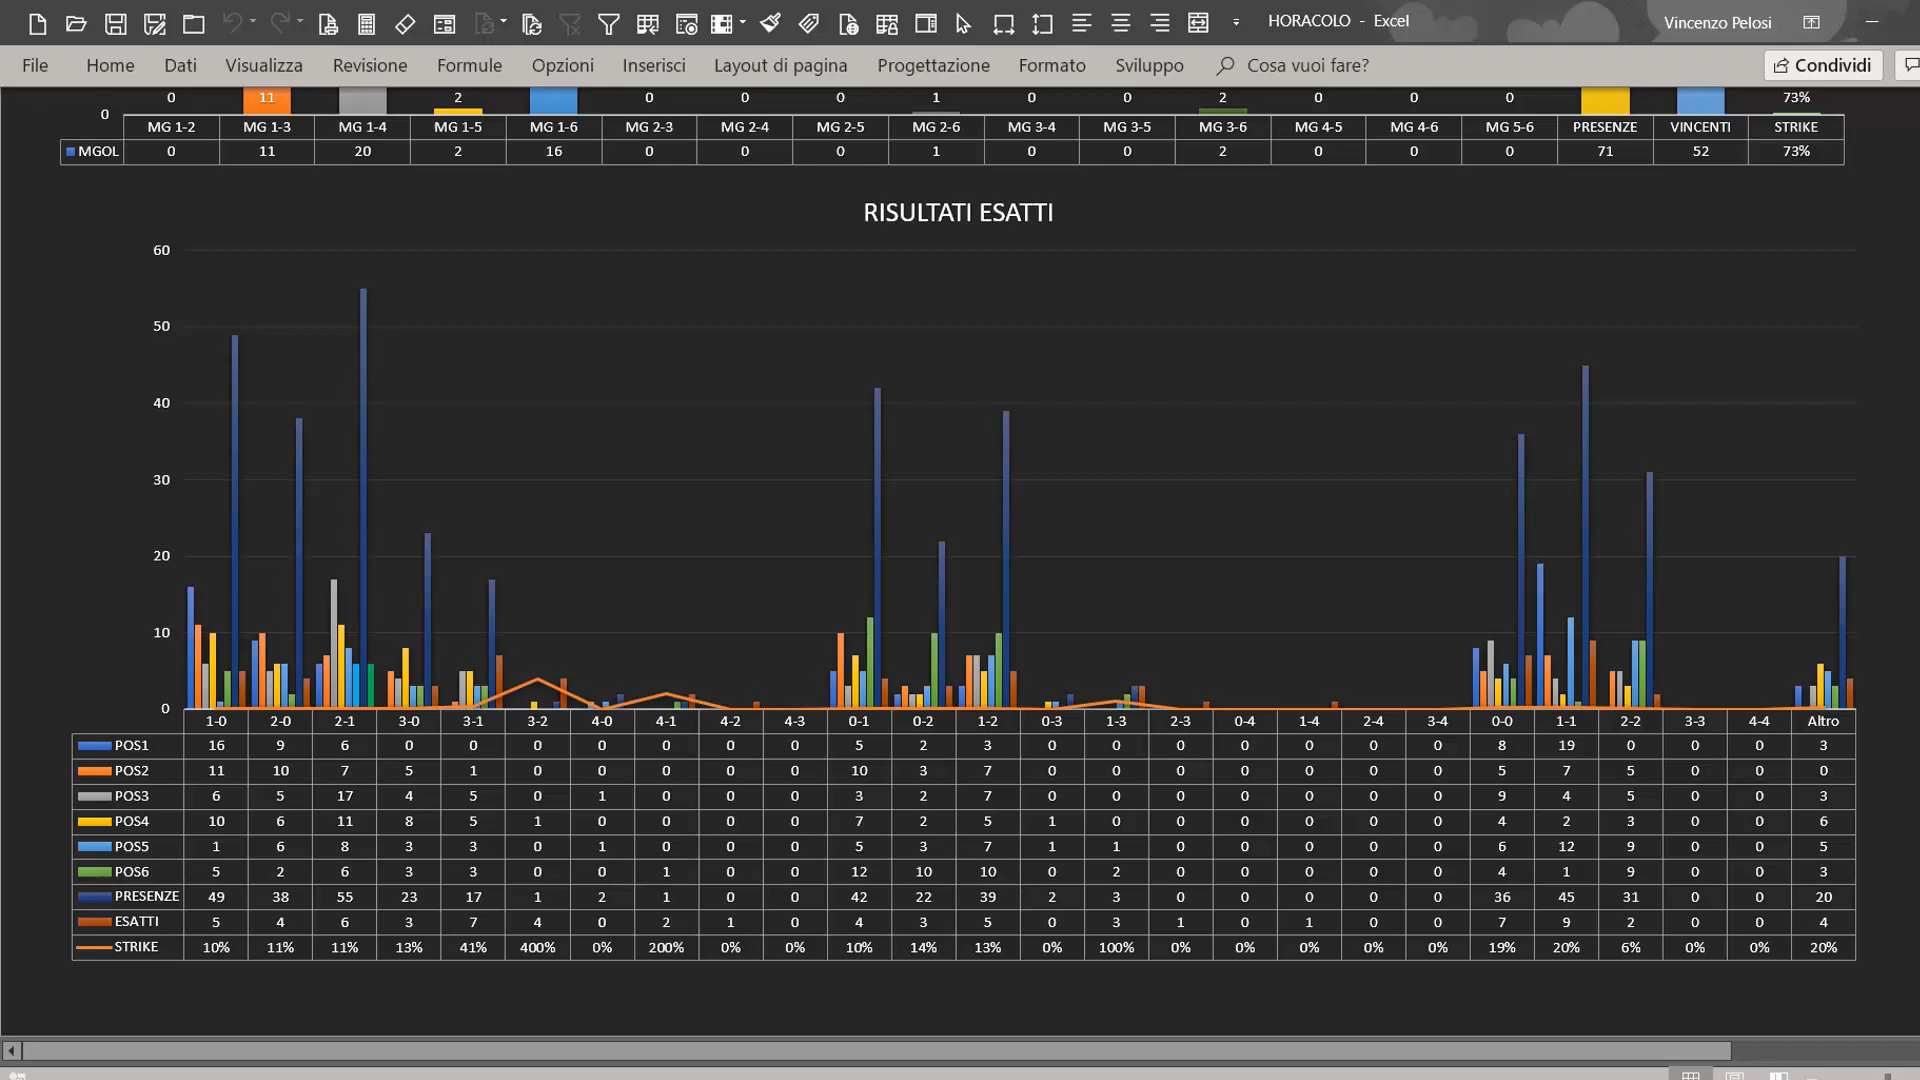 HORACOLO - Excel
Vincenzo Pelosi
File Home Dati Visualizza Revisione Formule Opzioni Inserisci Layout di pagina Progettazione Formato Sviluppo Cosa vuoi fare? Condividi
0 11 2 0 0 0 1 0 0 2 0 0 0 73%
0
MG 1-2 MG 1-3 MG 1-4 MG 1-5 MG 1-6 MG 2-3 MG 2-4 MG 2-5 MG 2-6 MG 3-4 MG 3-5 MG 3-6 MG 4-5 MG 4-6 MG 5-6 PRESENZE VINCENTI STRIKE
MGOL 0 11 20 2 16 0 0 0 1 0 0 2 0 0 0 71 52 73%
RISULTATI ESATTI
60
50
40
30
20
10
0
1-0 2-0 2-1 3-0 3-1 3-2 4-0 4-1 4-2 4-3 0-1 0-2 1-2 0-3 1-3 2-3 0-4 1-4 2-4 3-4 0-0 1-1 2-2 3-3 4-4 Altro
POS1 16 9 6 0 0 0 0 0 0 0 5 2 3 0 0 0 0 0 0 0 8 19 0 0 0 3
POS2 11 10 7 5 1 0 0 0 0 0 10 3 7 0 0 0 0 0 0 0 5 7 5 0 0 0
POS3 6 5 17 4 5 0 1 0 0 0 3 2 7 0 0 0 0 0 0 0 9 4 5 0 0 3
POS4 10 6 11 8 5 1 0 0 0 0 7 2 5 1 0 0 0 0 0 0 4 2 3 0 0 6
POS5 1 6 8 3 3 0 1 0 0 0 5 3 7 1 1 0 0 0 0 0 6 12 9 0 0 5
POS6 5 2 6 3 3 0 0 1 0 0 12 10 10 0 2 0 0 0 0 0 4 1 9 0 0 3
PRESENZE 49 38 55 23 17 1 2 1 0 0 42 22 39 2 3 0 0 0 0 0 36 45 31 0 0 20
ESATTI 5 4 6 3 7 4 0 2 1 0 4 3 5 0 3 1 0 1 0 0 7 9 2 0 0 4
STRIKE 10% 11% 11% 13% 41% 400% 0% 200% 0% 0% 10% 14% 13% 0% 100% 0% 0% 0% 0% 0% 19% 20% 6% 0% 0% 20%